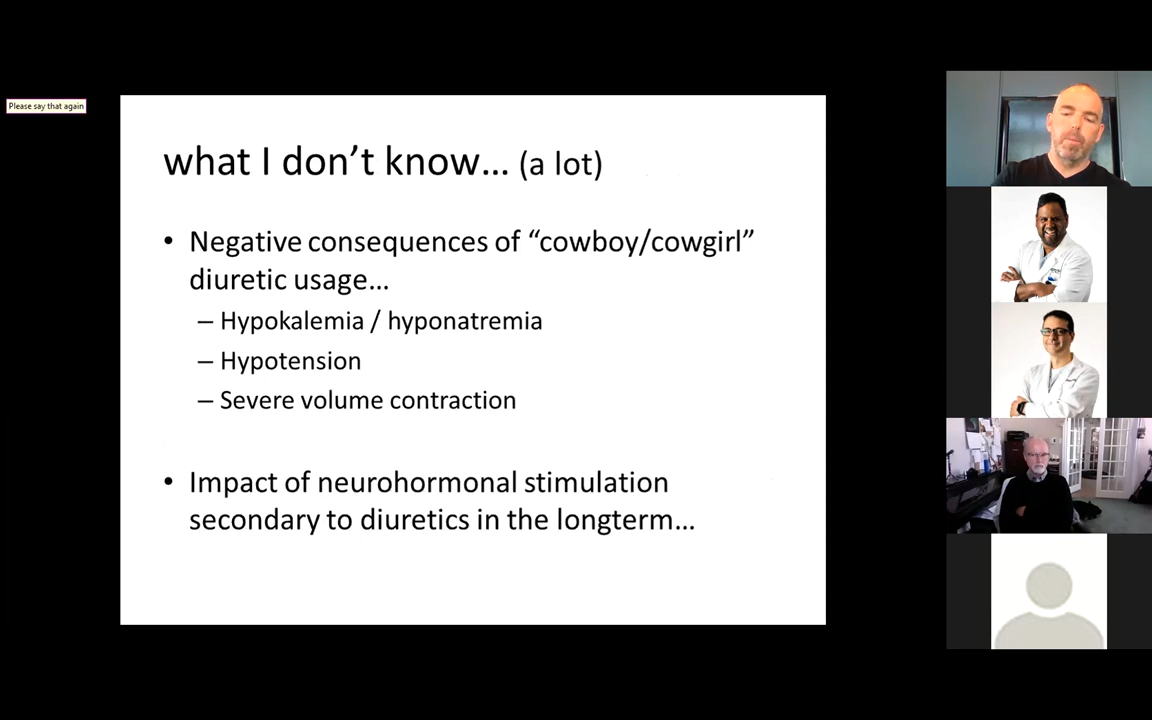 Please say that again
what I don’t know… (a lot)
• Negative consequences of “cowboy/cowgirl”
diuretic usage…
– Hypokalemia / hyponatremia
– Hypotension
– Severe volume contraction
• Impact of neurohormonal stimulation
secondary to diuretics in the longterm…